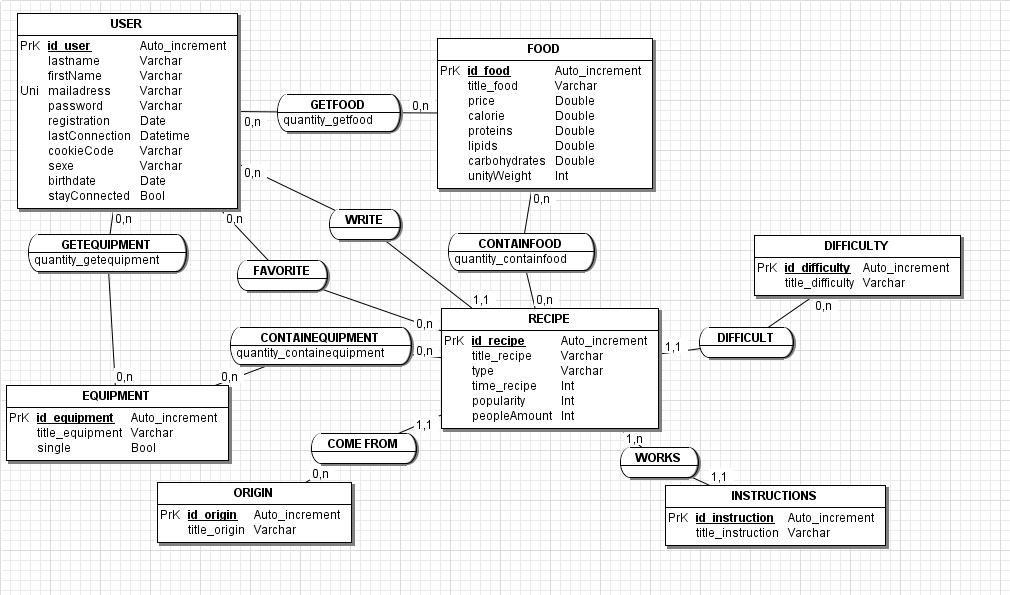 USER
PrK id_user Auto_increment
lastname Varchar
firstName Varchar
Uni mailadress Varchar
password Varchar
registration Date
lastConnection Datetime
cookieCode Varchar
sexe Varchar
birthdate Date
stayConnected Bool
0,n
GETFOOD
quantity_getfood
0,n
FOOD
PrK id_food Auto_increment
title_food Varchar
price Double
calorie Double
proteins Double
lipids Double
carbohydrates Double
unityWeight Int
0,n
WRITE
1,1
0,n
CONTAINFOOD
quantity_containfood
0,n
0,n
GETEQUIPMENT
quantity_getequipment
0,n
0,n
FAVORITE
0,n
DIFFICULTY
PrK id_difficulty Auto_increment
title_difficulty Varchar
0,n
DIFFICULT
1,1
CONTAINEQUIPMENT
quantity_containequipment
0,n
0,n
RECIPE
PrK id_recipe Auto_increment
title_recipe Varchar
type Varchar
time_recipe Int
popularity Int
peopleAmount Int
EQUIPMENT
PrK id_equipment Auto_increment
title_equipment Varchar
single Bool
1,1
COME FROM
0,n
ORIGIN
PrK id_origin Auto_increment
title_origin Varchar
1,n
WORKS
1,1
INSTRUCTIONS
PrK id_instruction Auto_increment
title_instruction Varchar